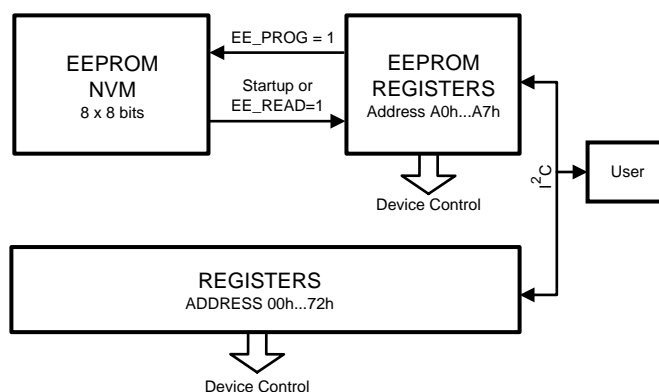 EEPROM
NVM
8 x 8 bits
EE_PROG = 1
Startup or
EE_READ=1
EEPROM
REGISTERS
Address A0h...A7h
Device Control
I²C
User
REGISTERS
ADDRESS 00h...72h
Device Control